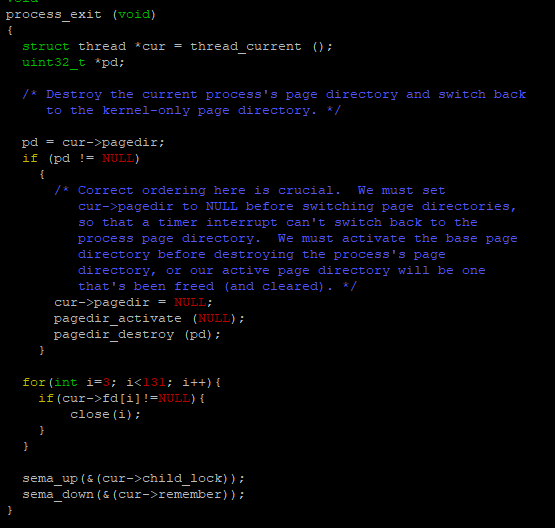 void
process_exit (void)
{
  struct thread *cur = thread_current ();
  uint32_t *pd;

  /* Destroy the current process's page directory and switch back
     to the kernel-only page directory. */

  pd = cur->pagedir;
  if (pd != NULL)
    {
      /* Correct ordering here is crucial.  We must set
         cur->pagedir to NULL before switching page directories,
         so that a timer interrupt can't switch back to the
         process page directory.  We must activate the base page
         directory before destroying the process's page
         directory, or our active page directory will be one
         that's been freed (and cleared). */
      cur->pagedir = NULL;
      pagedir_activate (NULL);
      pagedir_destroy (pd);
    }

  for(int i=3; i<131; i++){
    if(cur->fd[i]!=NULL){
        close(i);
    }
  }

  sema_up(&(cur->child_lock));
  sema_down(&(cur->remember));
}